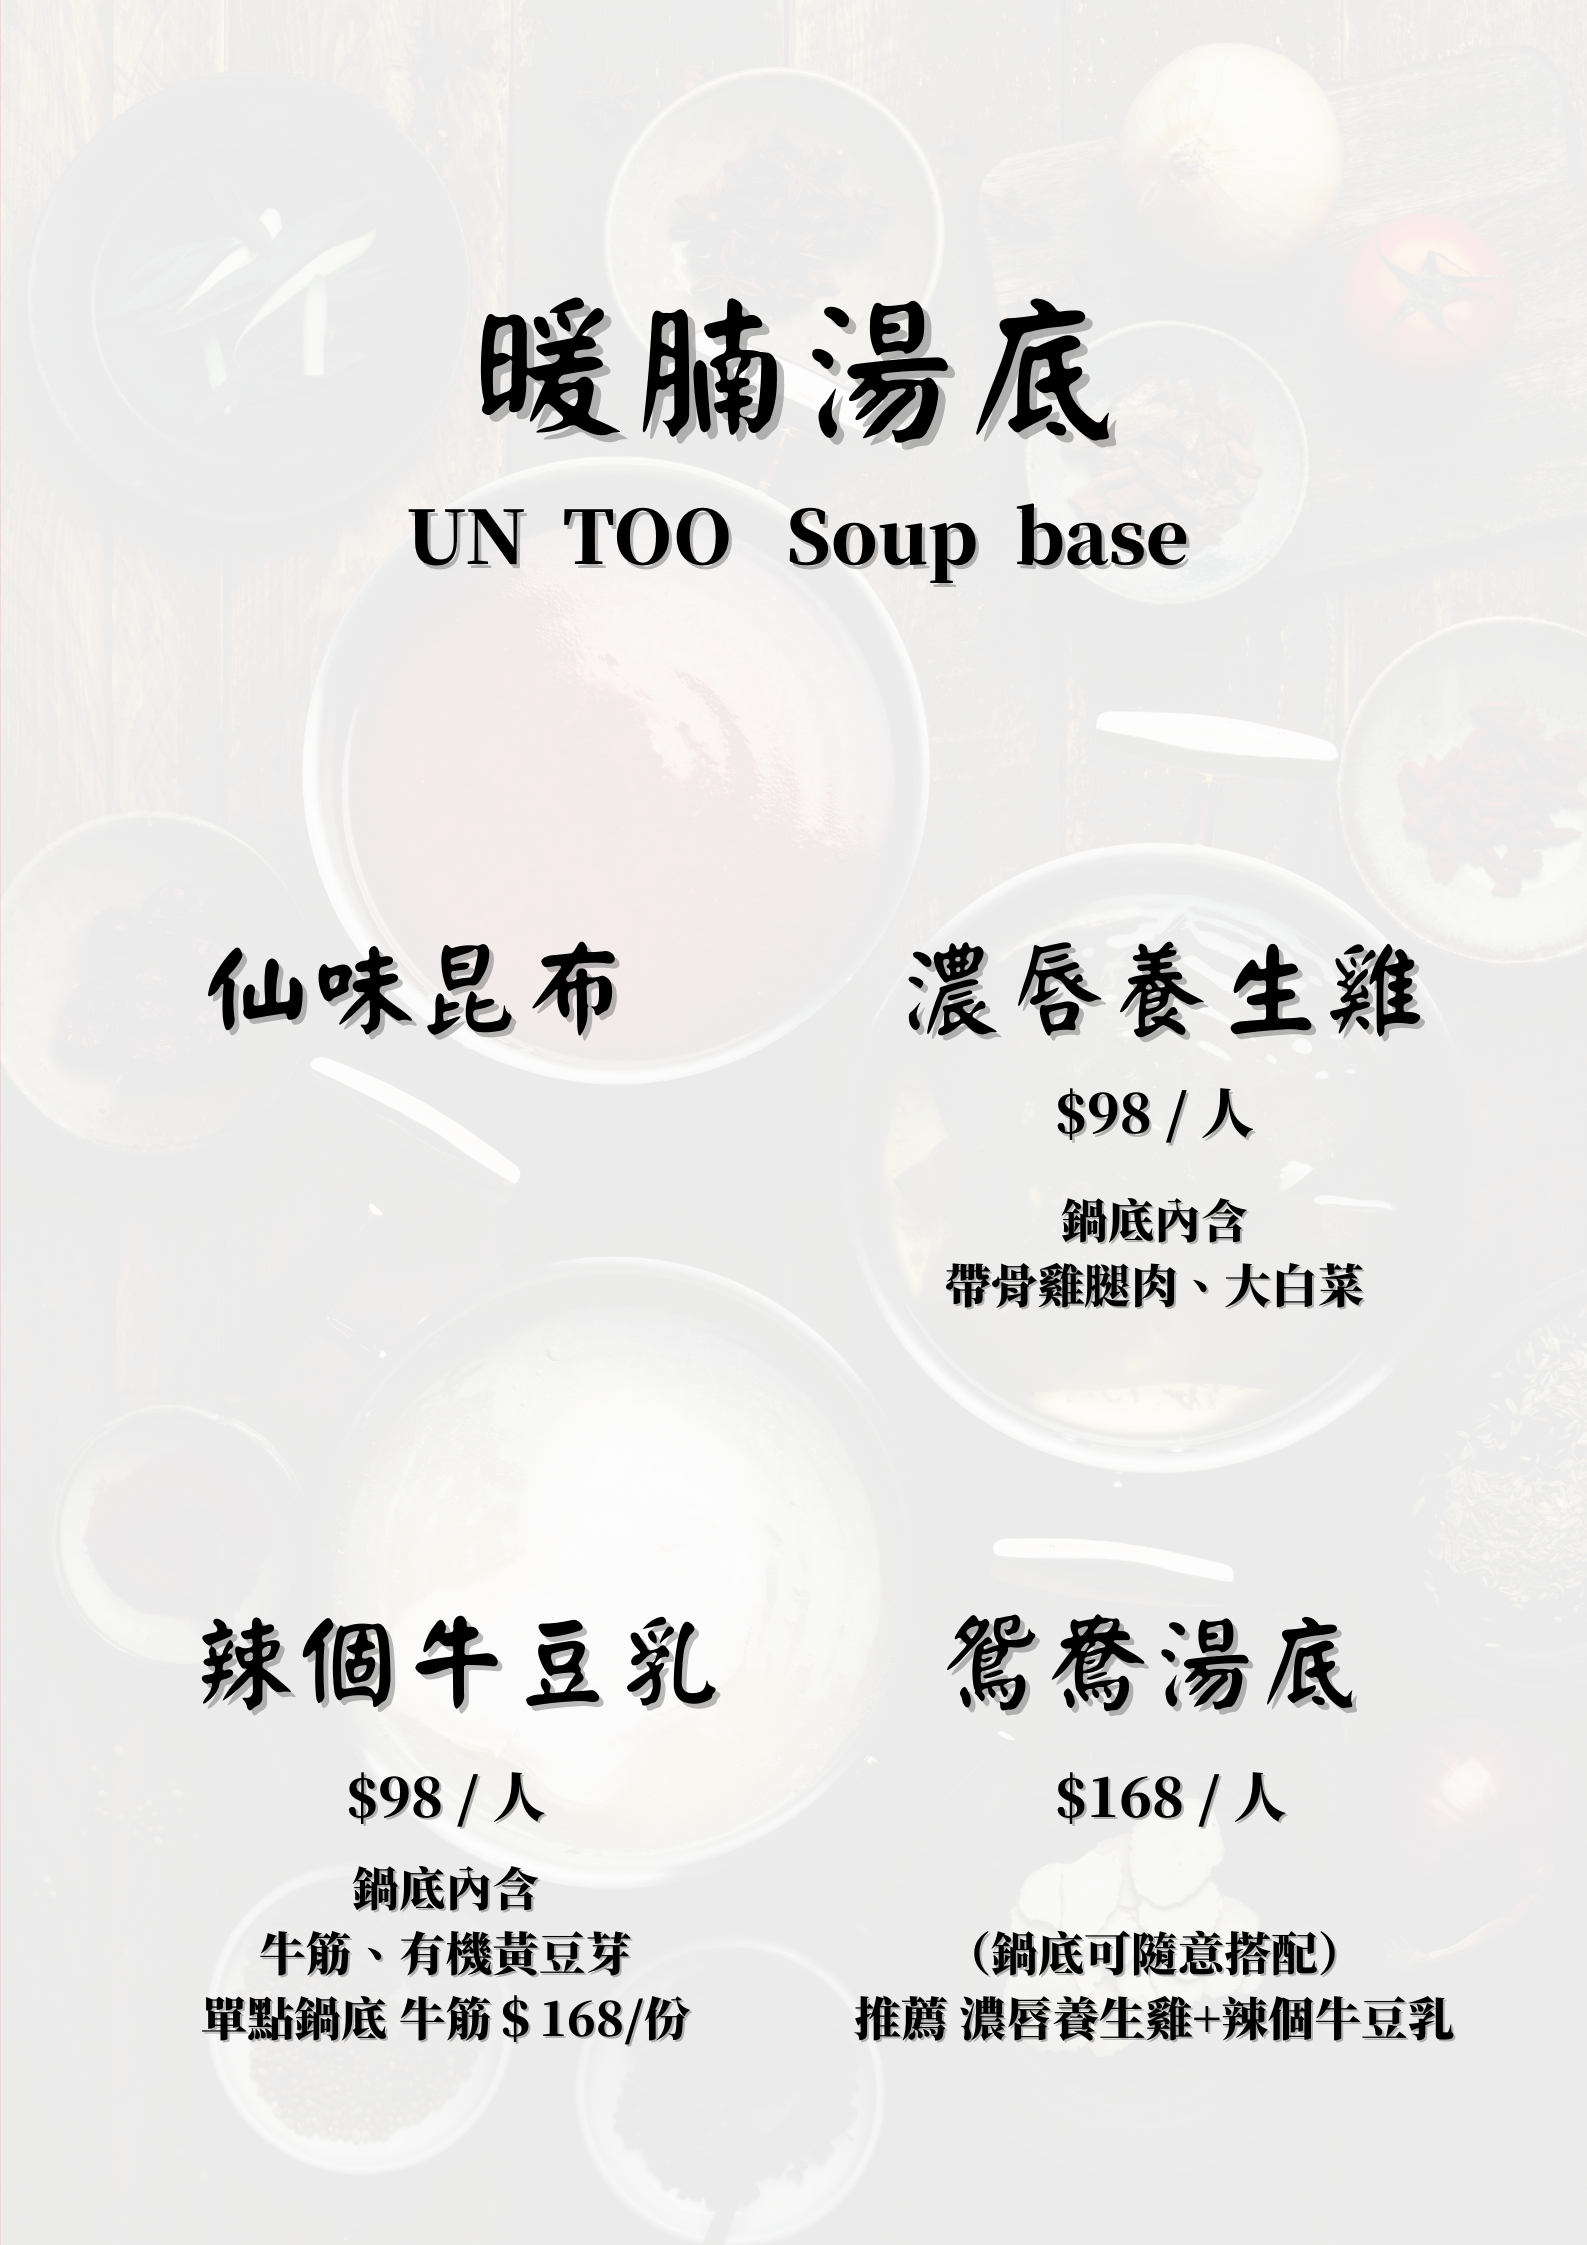 暖腩湯底
UN TOO Soup base
仙味昆布
濃唇養生雞
$98 / 人
鍋底內含
帶骨雞腿肉、大白菜
辣個牛豆乳
$98 / 人
鍋底內含
牛筋、有機黃豆芽
單點鍋底 牛筋 $ 168/份
鴛鴦湯底
$168 / 人
（鍋底可隨意搭配）
推薦 濃唇養生雞+辣個牛豆乳